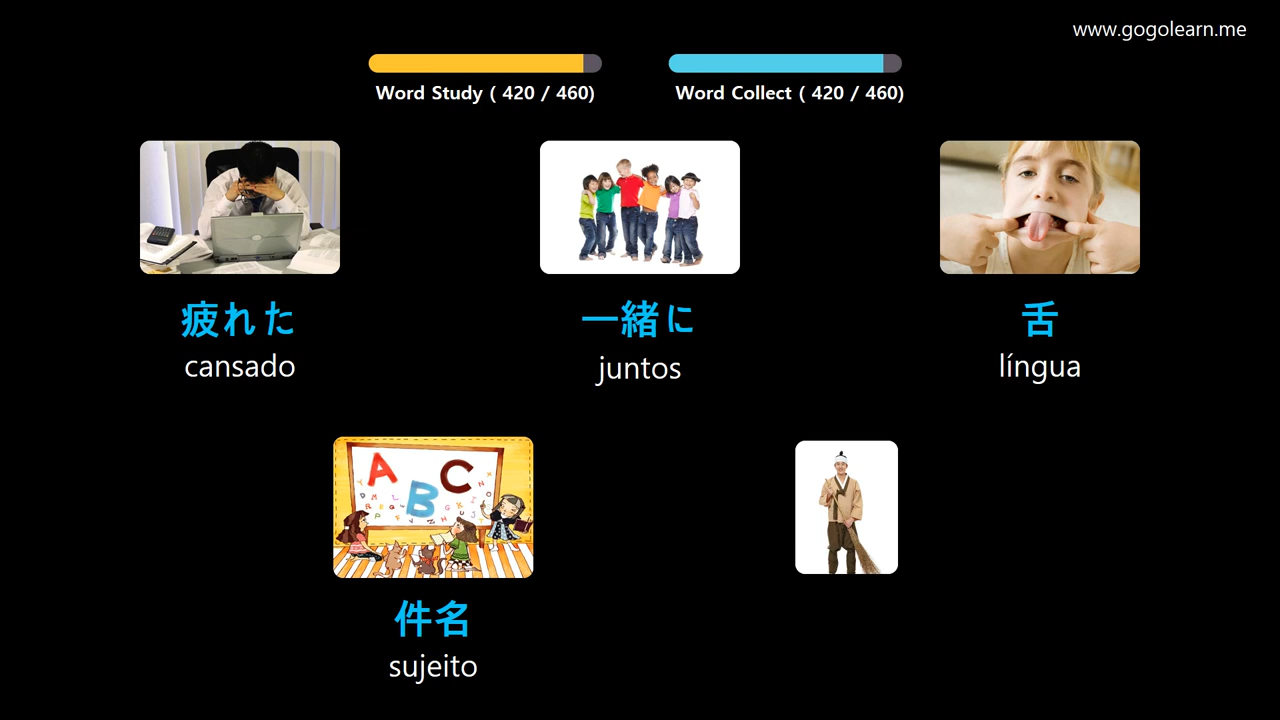 www.gogolearn.me
Word Study ( 420 / 460)
Word Collect ( 420 / 460)
疲れた
cansado
一緒に
juntos
舌
língua
A B C
件名
sujeito